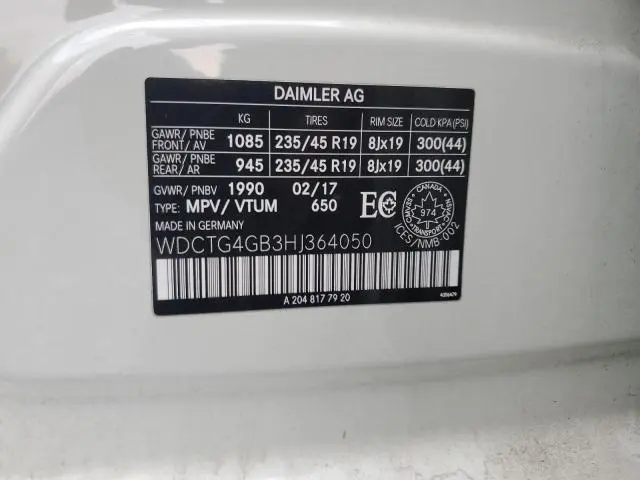 DAIMLER AG
KG TIRES RIM SIZE COLD KPA (PSI)
GAWR/ PNBE FRONT/ AV 1085 235/45 R19 8Jx19 300(44)
GAWR/ PNBE REAR/ AR 945 235/45 R19 8Jx19 300(44)
GVWR/ PNBV 1990 02/17
TYPE: MPV/ VTUM 650
MADE IN GERMANY
EC
CANADA
974
ICES/NMB-002
WDCTG4GB3HJ364050
A 204 817 79 20